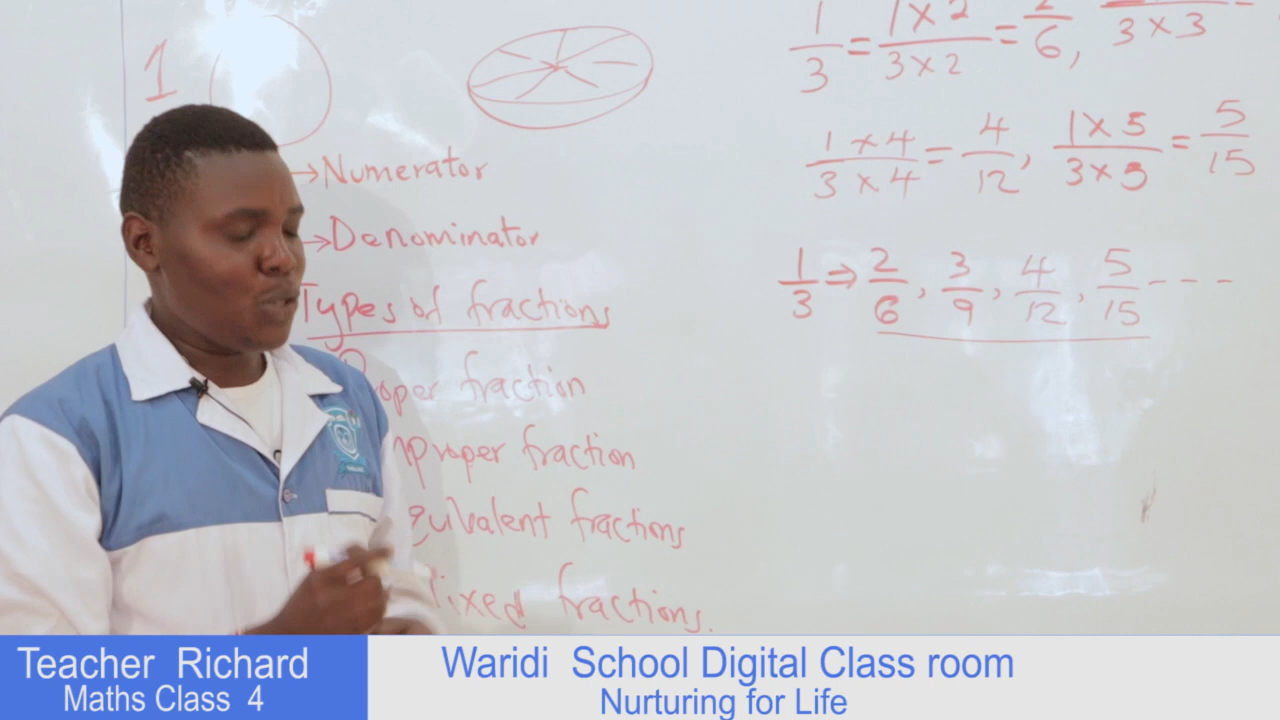 1
→Numerator
→Denominator
Types of fractions
oper fraction
proper fraction
equivalent fractions
ixed fractions.
1/3 = 1×2/3×2 = 2/6, /3×3 =
1×4/3×4 = 4/12, 1×5/3×5 = 5/15
1/3 ⇒ 2/6, 3/9, 4/12, 5/15 - - -
Teacher Richard
Maths Class 4
Waridi School Digital Class room
Nurturing for Life